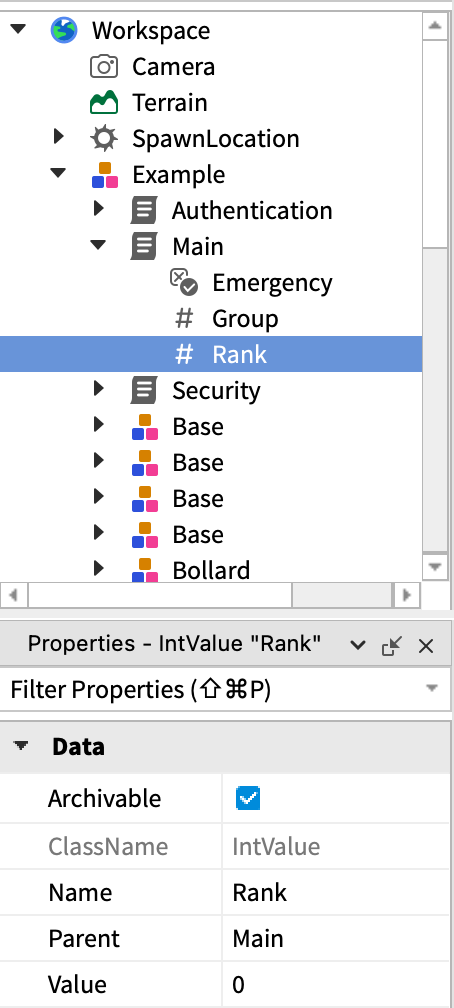 Workspace
Camera
Terrain
SpawnLocation
Example
Authentication
Main
Emergency
# Group
# Rank
Security
Base
Base
Base
Base
Bollard
Properties - IntValue "Rank"
Filter Properties (⇧⌘P)
Data
Archivable
ClassName IntValue
Name Rank
Parent Main
Value 0